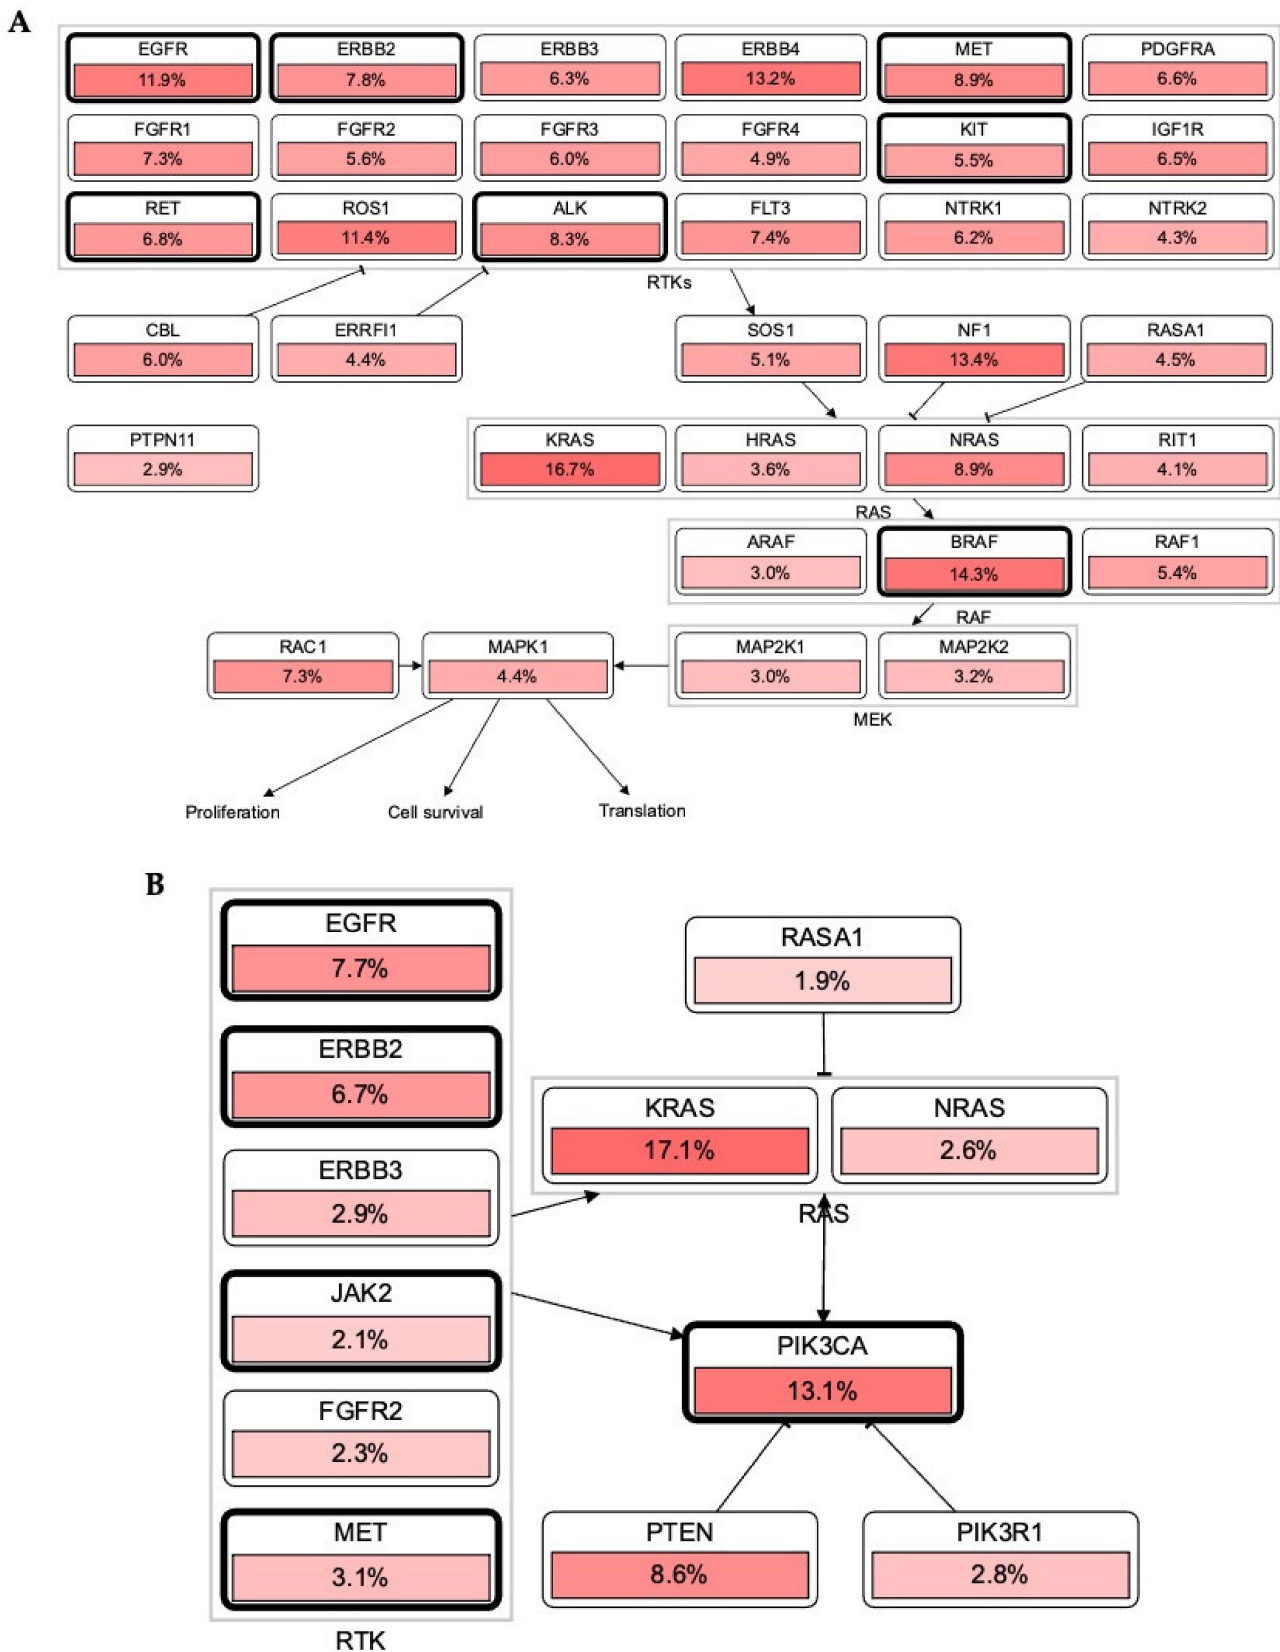 A
EGFR ERBB2 ERBB3 ERBB4 MET PDGFRA
11.9% 7.8% 6.3% 13.2% 8.9% 6.6%
FGFR1 FGFR2 FGFR3 FGFR4 KIT IGF1R
7.3% 5.6% 6.0% 4.9% 5.5% 6.5%
RET ROS1 ALK FLT3 NTRK1 NTRK2
6.8% 11.4% 8.3% 7.4% 6.2% 4.3%
RTKs
CBL ERRFI1 SOS1 NF1 RASA1
6.0% 4.4% 5.1% 13.4% 4.5%
PTPN11 KRAS HRAS NRAS RIT1
2.9% 16.7% 3.6% 8.9% 4.1%
RAS
ARAF BRAF RAF1
3.0% 14.3% 5.4%
RAF
RAC1 MAPK1 MAP2K1 MAP2K2
7.3% 4.4% 3.0% 3.2%
MEK
Proliferation Cell survival Translation
B
EGFR
7.7%
ERBB2
6.7%
ERBB3
2.9%
JAK2
2.1%
FGFR2
2.3%
MET
3.1%
RTK
RASA1
1.9%
KRAS NRAS
17.1% 2.6%
RAS
PIK3CA
13.1%
PTEN PIK3R1
8.6% 2.8%